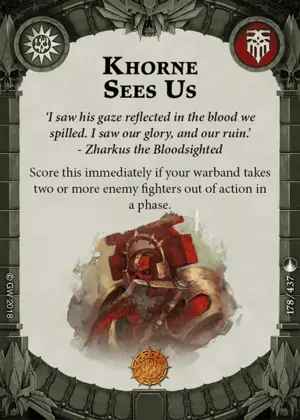 Khorne
Sees Us
‘I saw his gaze reflected in the blood we
spilled. I saw our glory, and our ruin.’
- Zharkus the Bloodsighted
Score this immediately if your warband takes
two or more enemy fighters out of action in
a phase.
© GW 2018
178/437